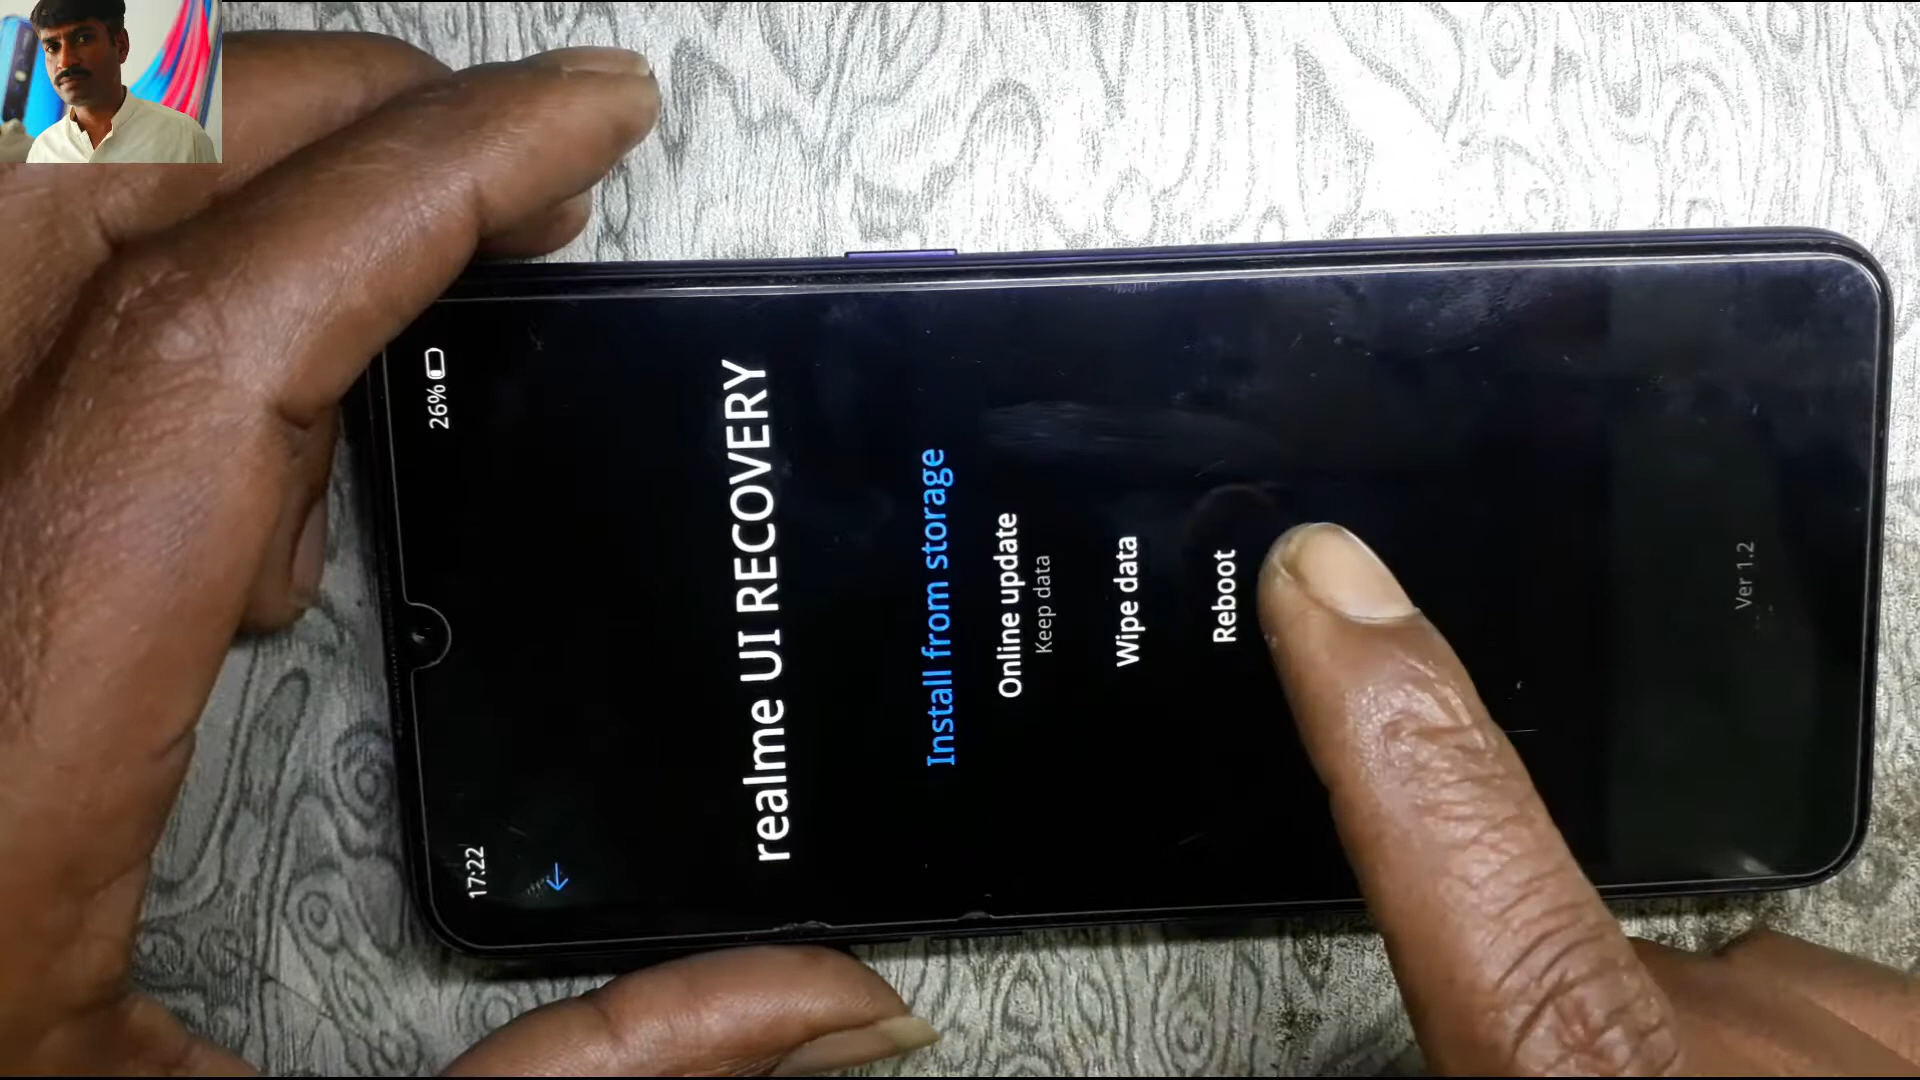 17:22
26%
realme UI RECOVERY
Install from storage
Online update
Keep data
Wipe data
Reboot
Ver 1.2